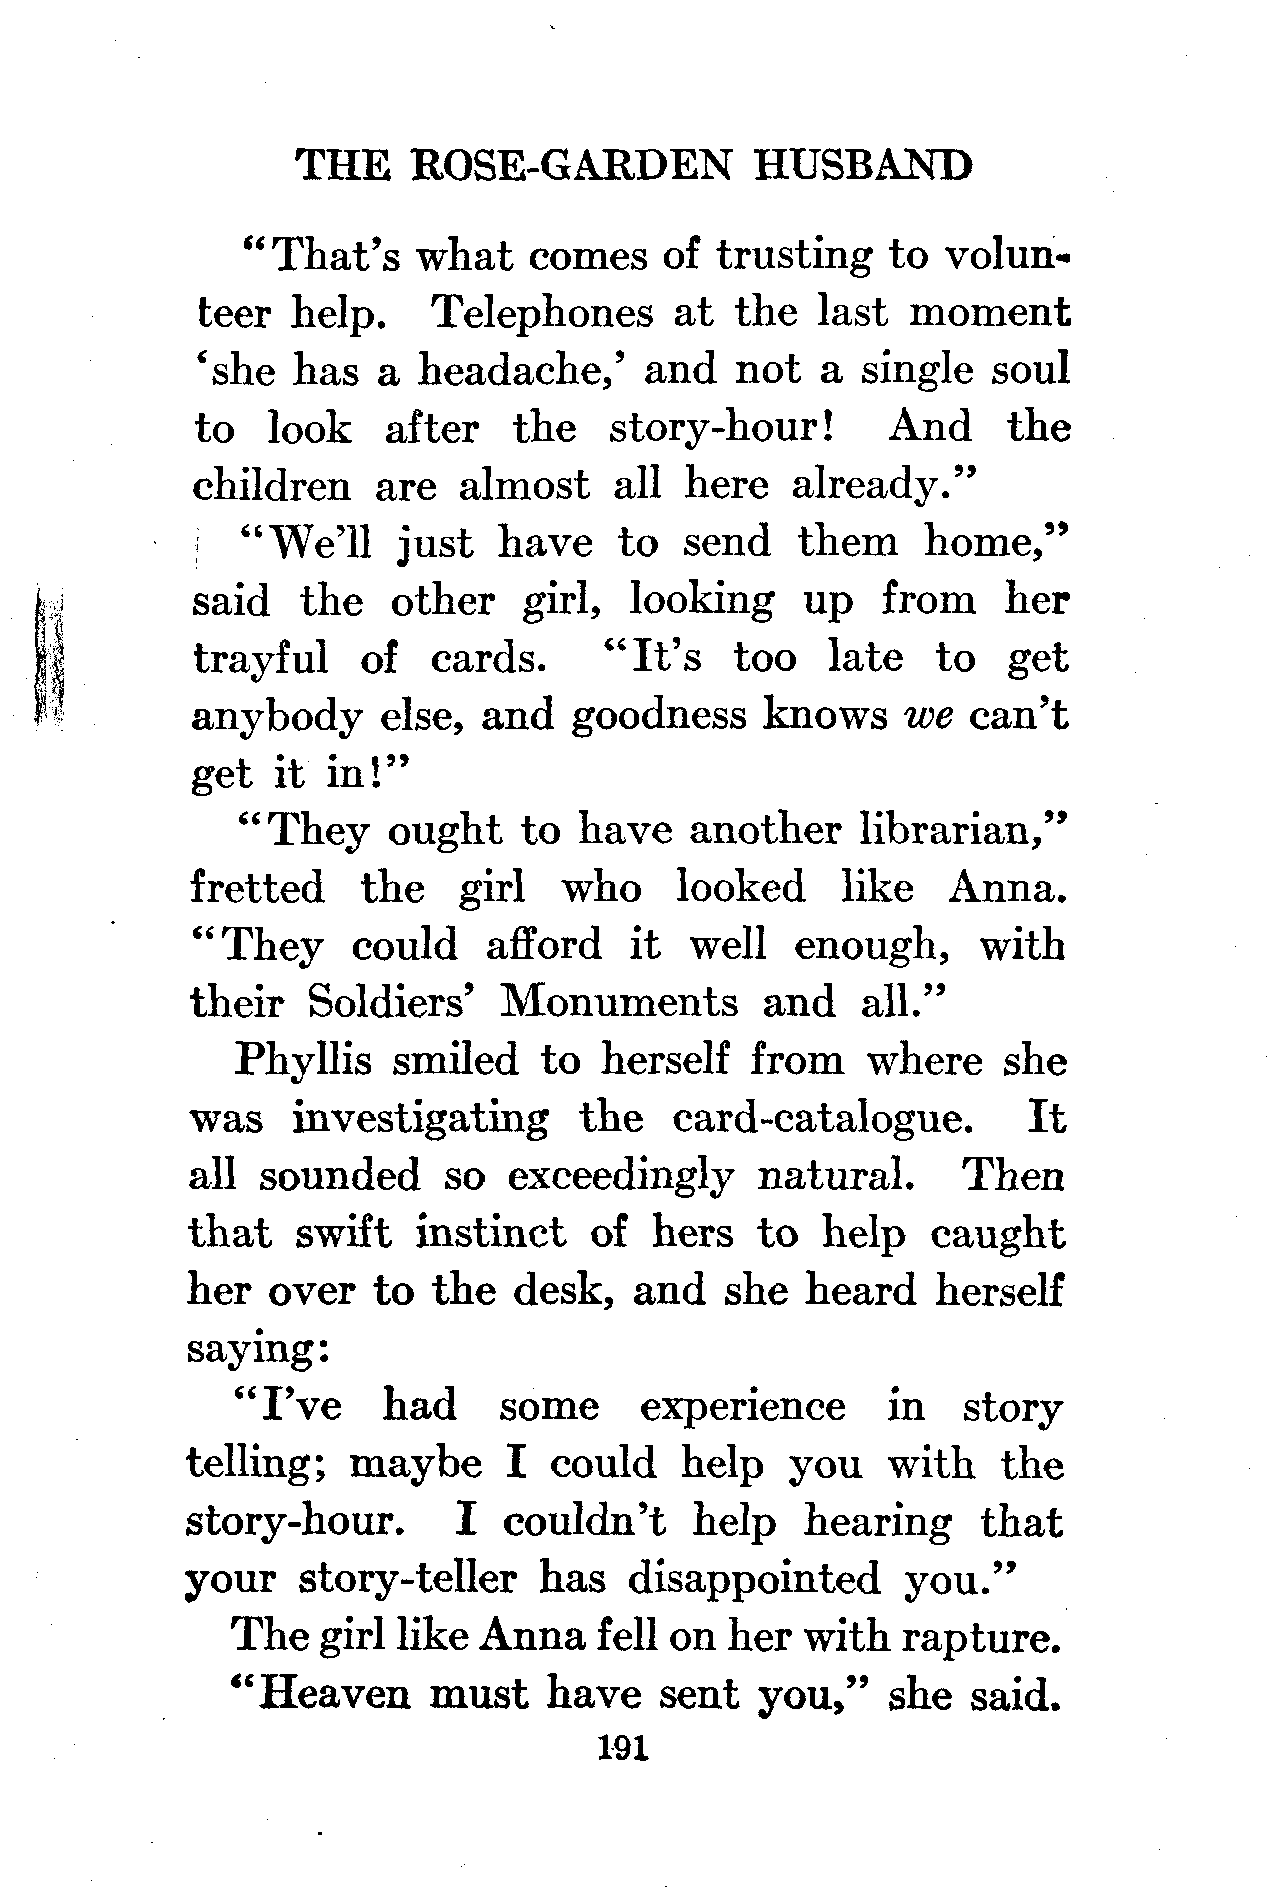 THE ROSE-GARDEN HUSBAND
"That's what comes of trusting to volun-
teer help. Telephones at the last moment
'she has a headache,' and not a single soul
to look after the story-hour! And the
children are almost all here already."
"We'll just have to send them home,"
said the other girl, looking up from her
trayful of cards. "It's too late to get
anybody else, and goodness knows we can't
get it in!"
"They ought to have another librarian,"
fretted the girl who looked like Anna.
"They could afford it well enough, with
their Soldiers' Monuments and all."
Phyllis smiled to herself from where she
was investigating the card-catalogue. It
all sounded so exceedingly natural. Then
that swift instinct of hers to help caught
her over to the desk, and she heard herself
saying:
"I've had some experience in story
telling; maybe I could help you with the
story-hour. I couldn't help hearing that
your story-teller has disappointed you."
The girl like Anna fell on her with rapture.
"Heaven must have sent you," she said.
191